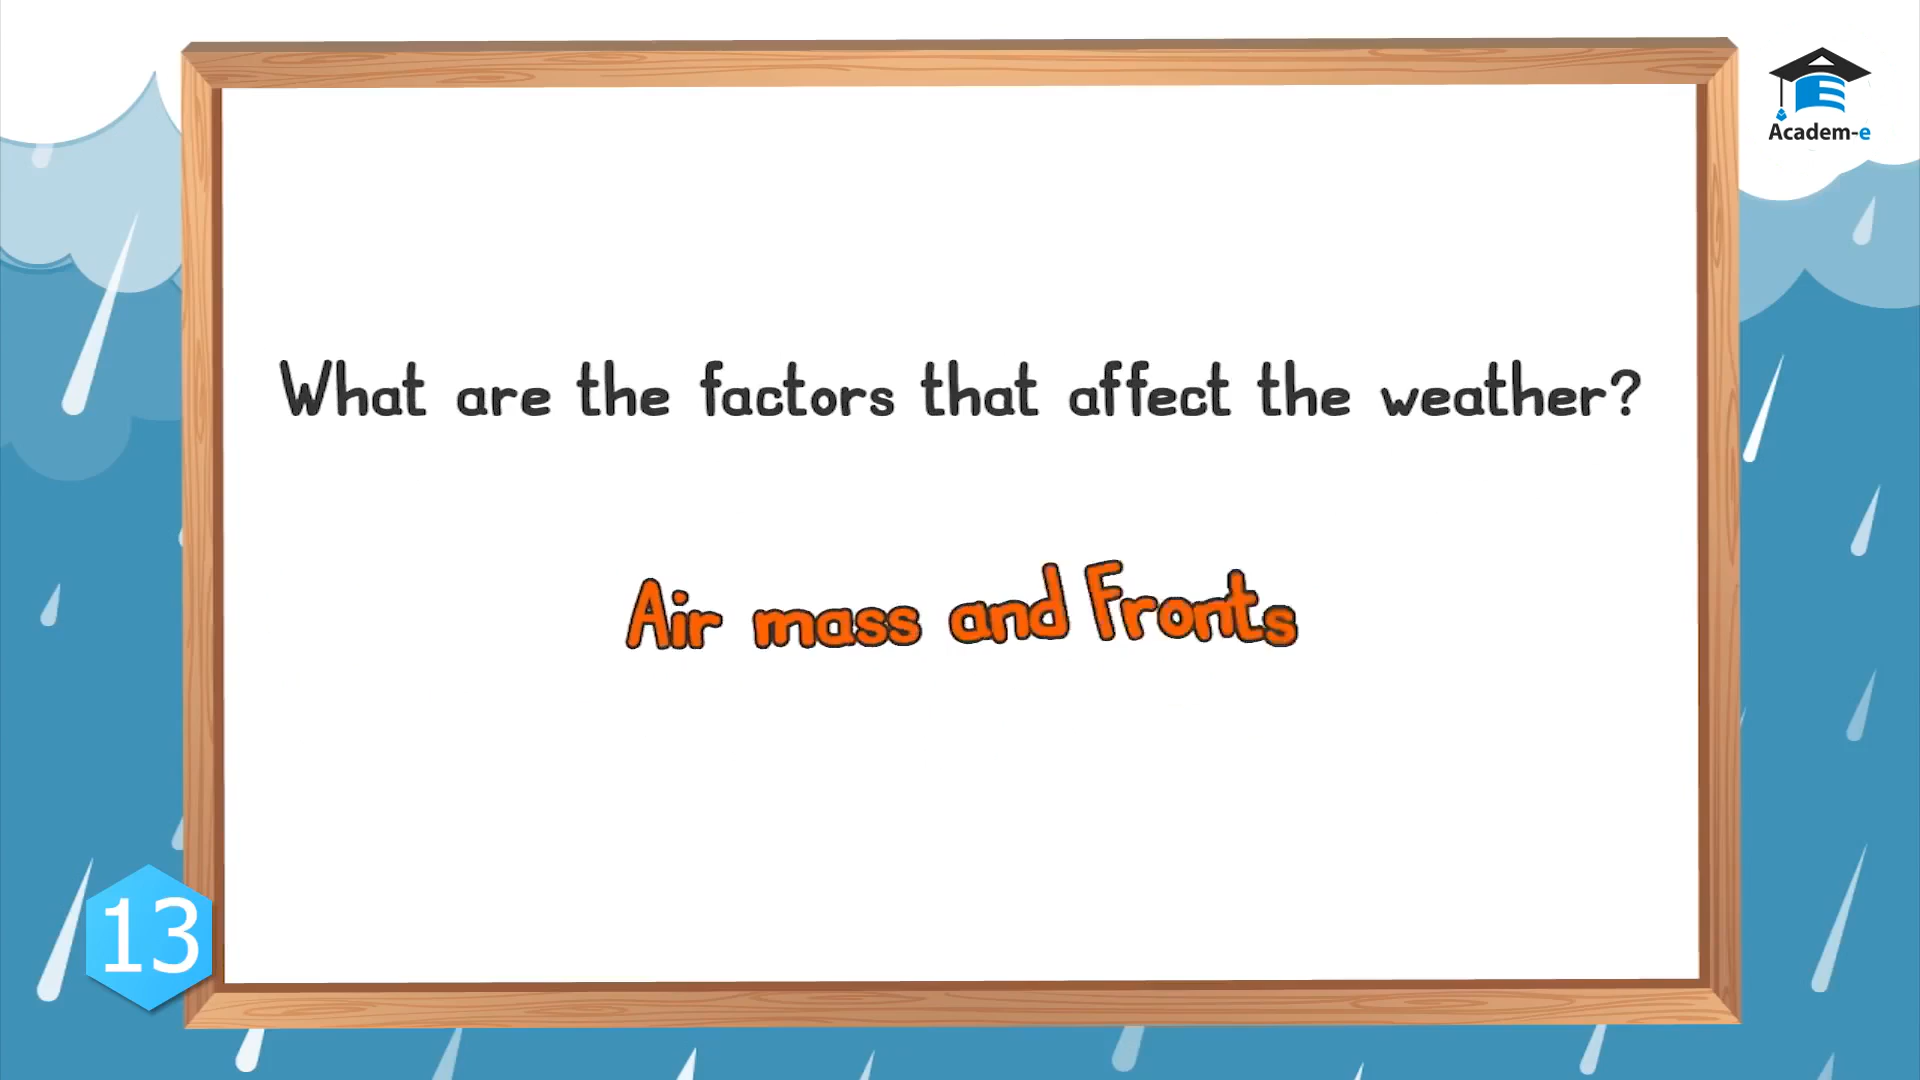 Academ-e
What are the factors that affect the weather?
Air mass and Fronts
13